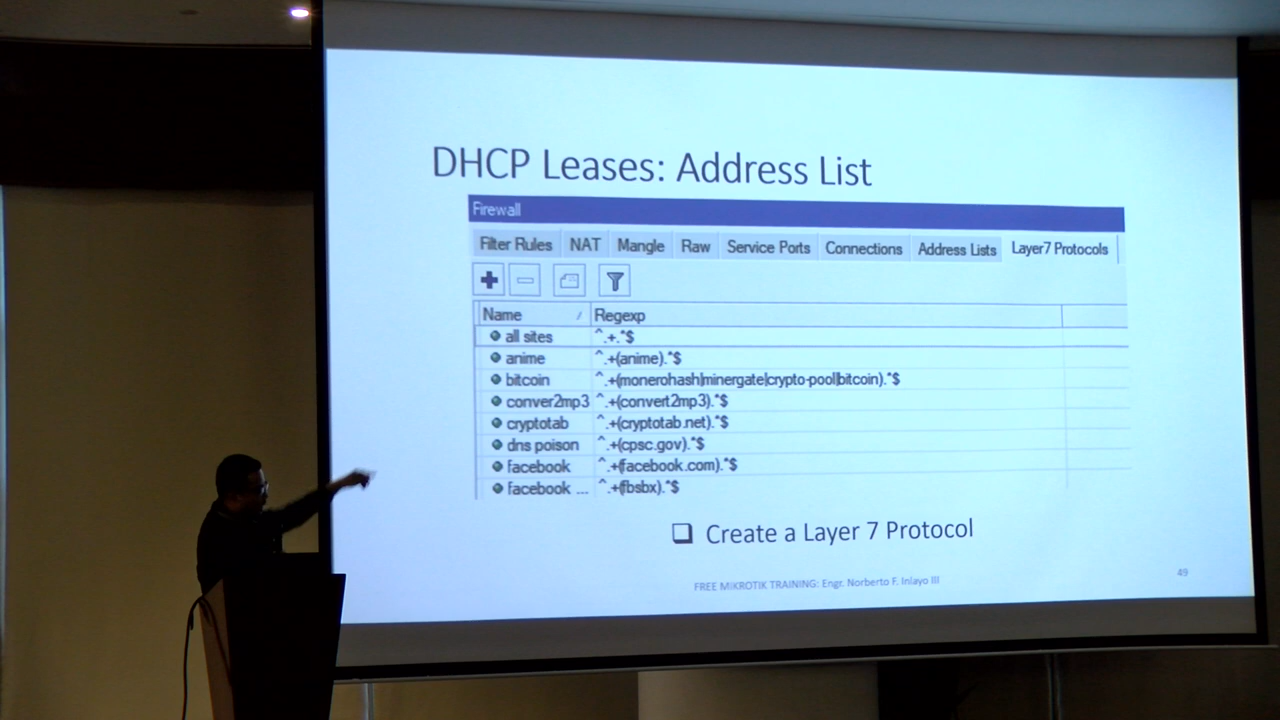 DHCP Leases: Address List
Firewall
Filter Rules NAT Mangle Raw Service Ports Connections Address Lists Layer7 Protocols
Name Regexp
all sites ^.+.*$
anime ^.+(anime).*$
bitcoin ^.+(monerohash|minergate|crypto-pool|bitcoin).*$
conver2mp3 ^.+(convert2mp3).*$
cryptotab ^.+(cryptotab.net).*$
dns poison ^.+(cpsc.gov).*$
facebook ^.+(facebook.com).*$
facebook ... ^.+(fbsbx).*$
Create a Layer 7 Protocol
FREE MIKROTIK TRAINING: Engr. Norberto F. Inlayo III
49